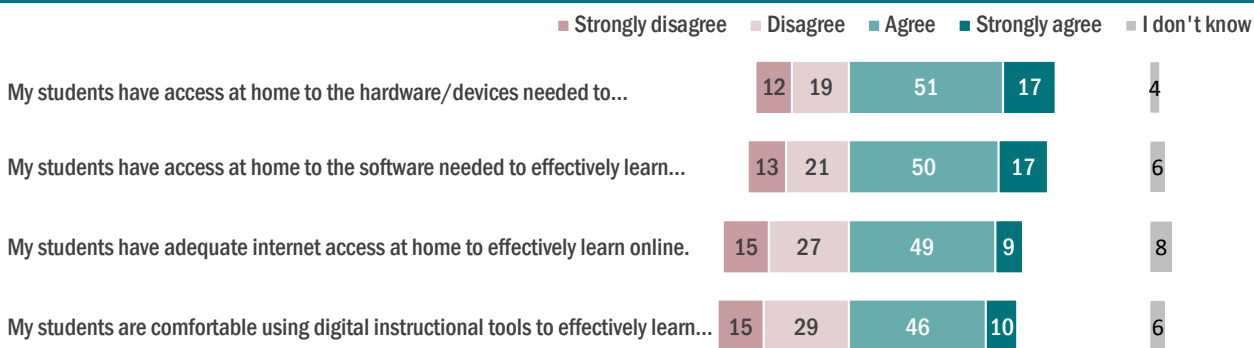 Strongly disagree Disagree Agree Strongly agree I don't know
My students have access at home to the hardware/devices needed to... 12 19 51 17 4
My students have access at home to the software needed to effectively learn... 13 21 50 17 6
My students have adequate internet access at home to effectively learn online. 15 27 49 9 8
My students are comfortable using digital instructional tools to effectively learn... 15 29 46 10 6